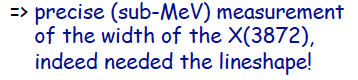 => precise (sub-MeV) measurement
of the width of the X(3872),
indeed needed the lineshape!